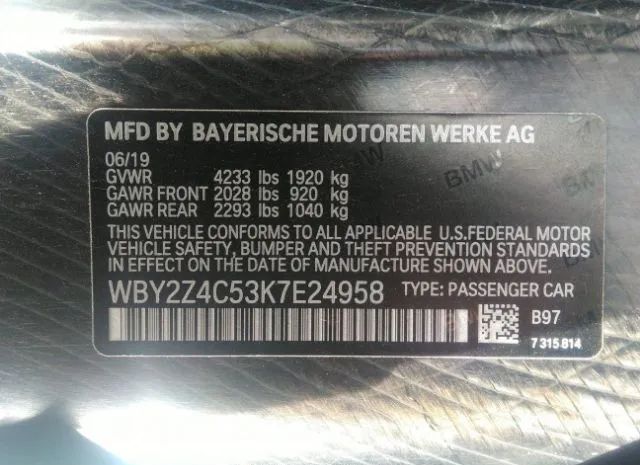 MFD BY BAYERISCHE MOTOREN WERKE AG
06/19
GVWR 4233 lbs 1920 kg
GAWR FRONT 2028 lbs 920 kg
GAWR REAR 2293 lbs 1040 kg
THIS VEHICLE CONFORMS TO ALL APPLICABLE U.S.FEDERAL MOTOR
VEHICLE SAFETY, BUMPER AND THEFT PREVENTION STANDARDS
IN EFFECT ON THE DATE OF MANUFACTURE SHOWN ABOVE.
WBY2Z4C53K7E24958 TYPE: PASSENGER CAR
B97
7 315 814
BMW
BMW